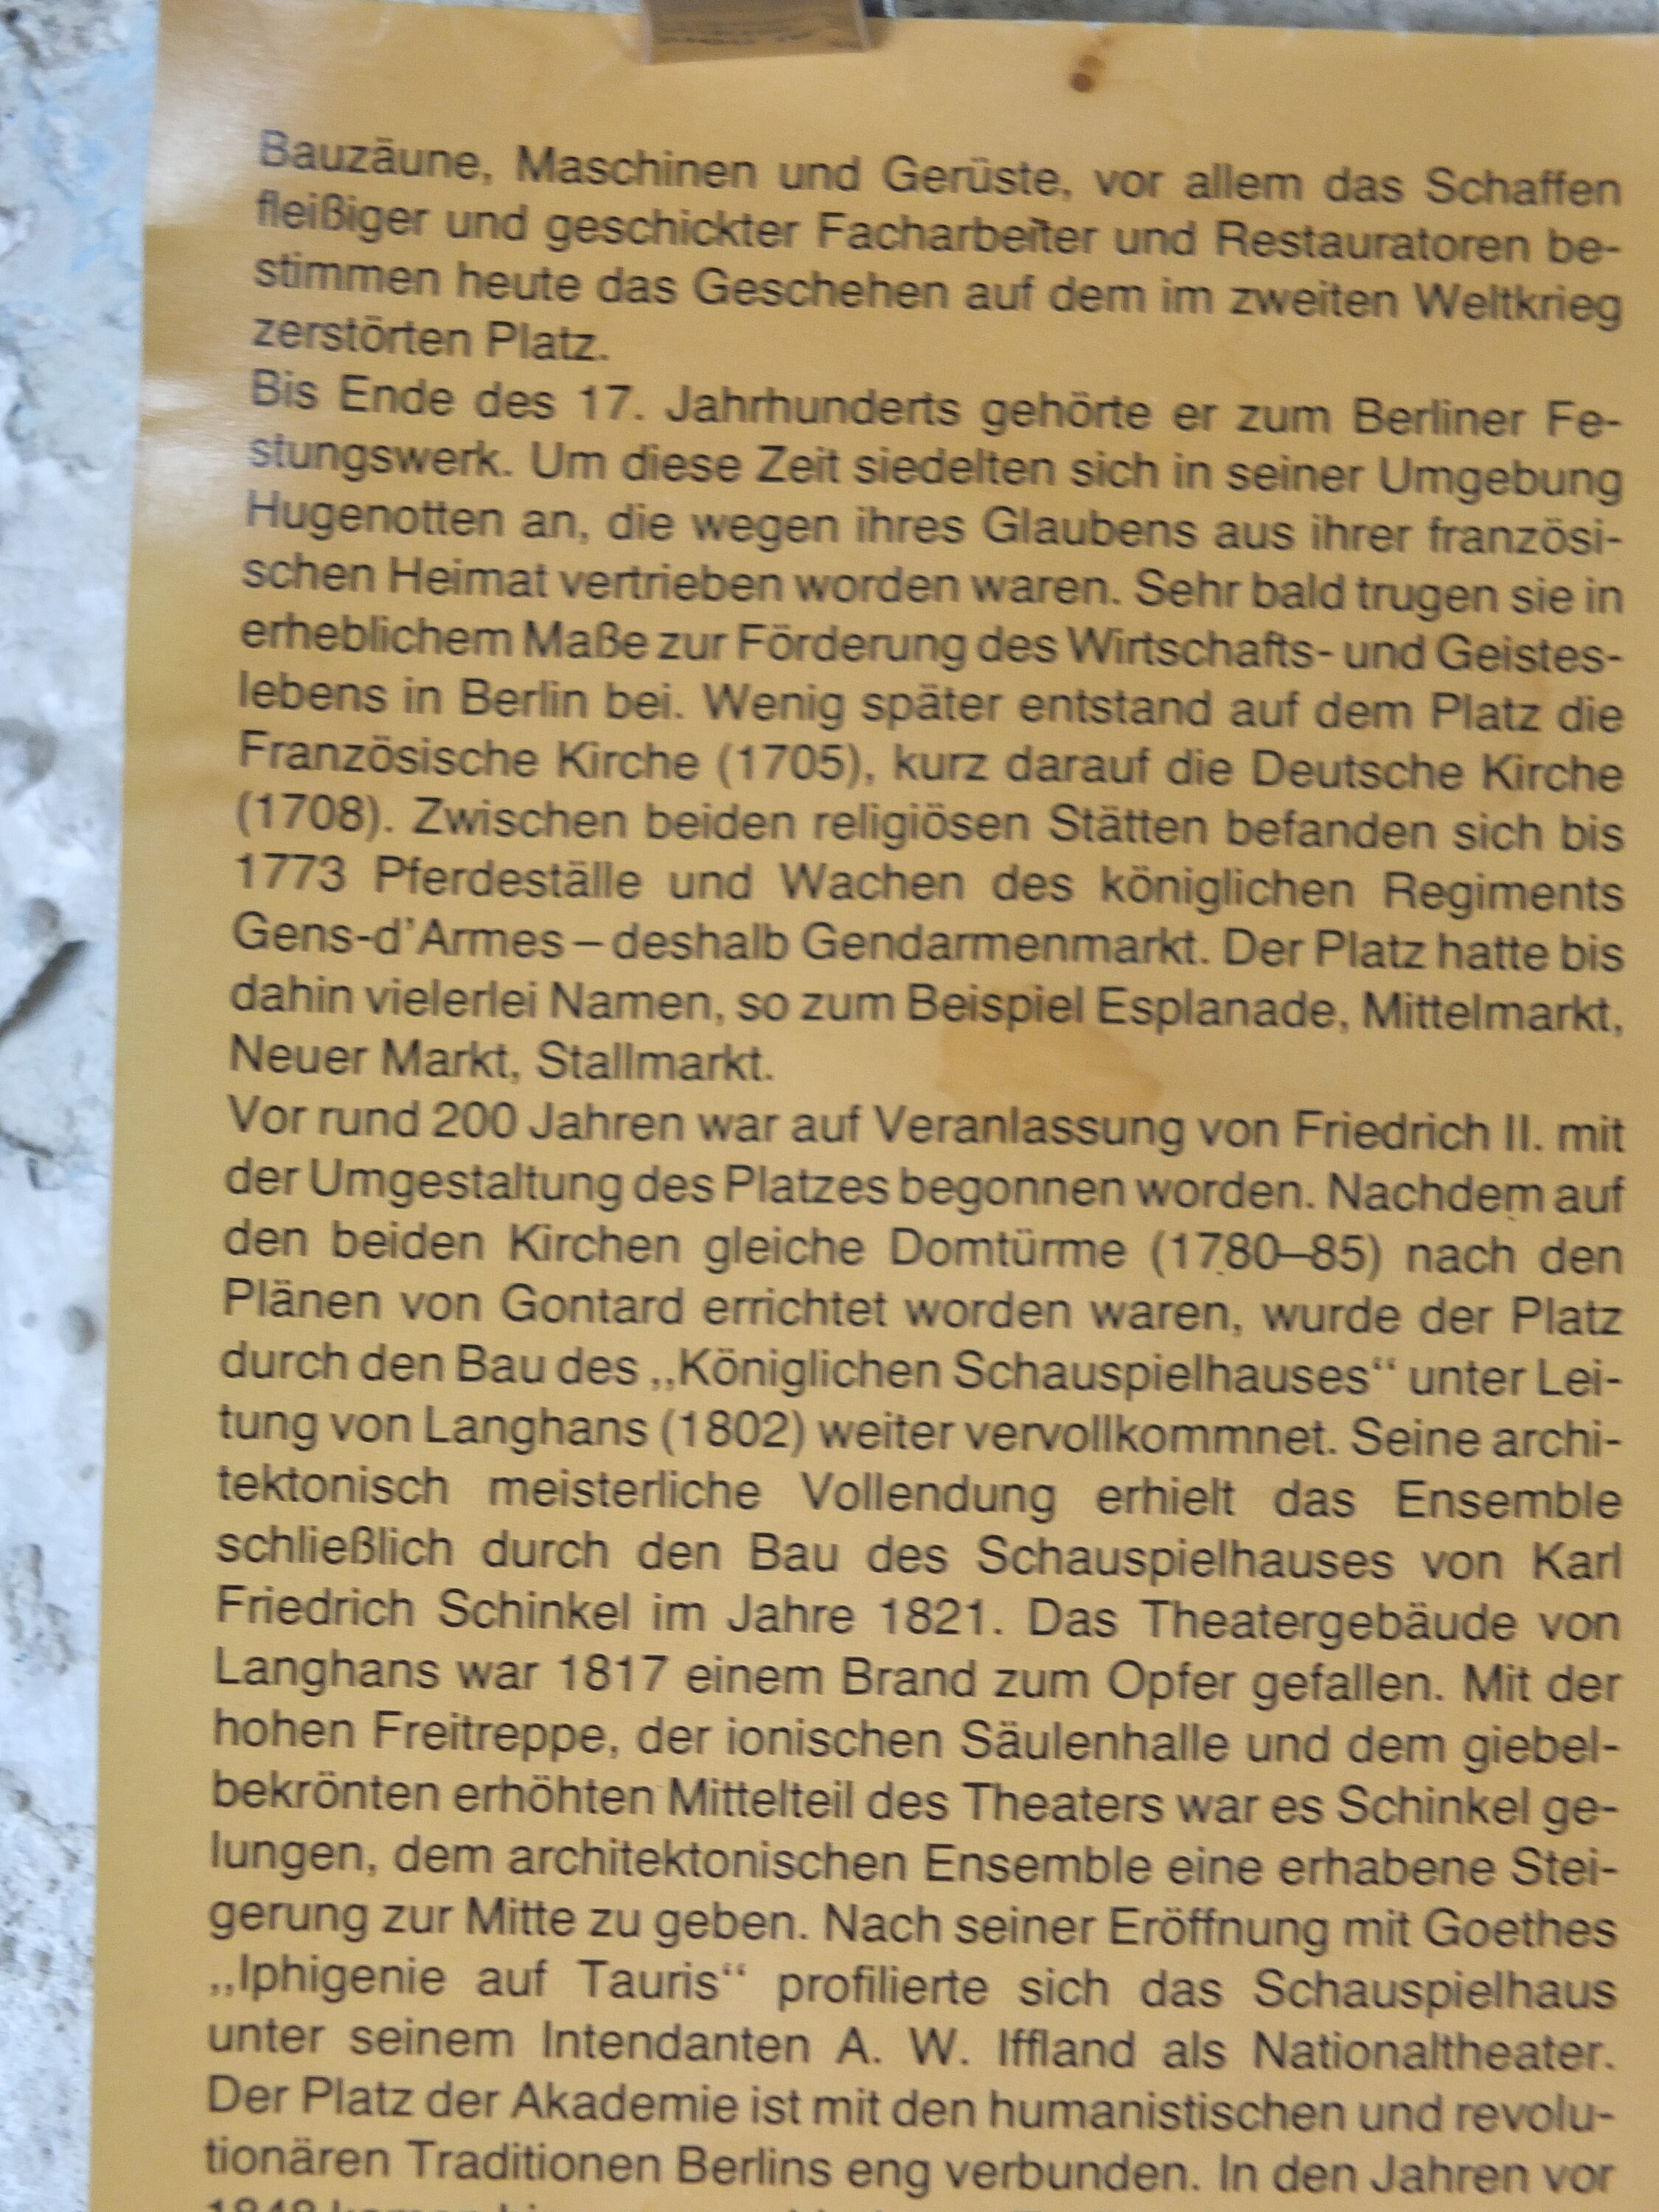 Bauzäune, Maschinen und Gerüste, vor allem das Schaffen
fleißiger und geschickter Facharbeiter und Restauratoren be-
stimmen heute das Geschehen auf dem im zweiten Weltkrieg
zerstörten Platz.
Bis Ende des 17. Jahrhunderts gehörte er zum Berliner Fe-
stungswerk. Um diese Zeit siedelten sich in seiner Umgebung
Hugenotten an, die wegen ihres Glaubens aus ihrer französi-
schen Heimat vertrieben worden waren. Sehr bald trugen sie in
erheblichem Maße zur Förderung des Wirtschafts- und Geistes-
lebens in Berlin bei. Wenig später entstand auf dem Platz die
Französische Kirche (1705), kurz darauf die Deutsche Kirche
(1708). Zwischen beiden religiösen Stätten befanden sich bis
1773 Pferdeställe und Wachen des königlichen Regiments
Gens-d'Armes – deshalb Gendarmenmarkt. Der Platz hatte bis
dahin vielerlei Namen, so zum Beispiel Esplanade, Mittelmarkt,
Neuer Markt, Stallmarkt.
Vor rund 200 Jahren war auf Veranlassung von Friedrich II. mit
der Umgestaltung des Platzes begonnen worden. Nachdem auf
den beiden Kirchen gleiche Domtürme (1780–85) nach den
Plänen von Gontard errichtet worden waren, wurde der Platz
durch den Bau des „Königlichen Schauspielhauses“ unter Lei-
tung von Langhans (1802) weiter vervollkommnet. Seine archi-
tektonisch meisterliche Vollendung erhielt das Ensemble
schließlich durch den Bau des Schauspielhauses von Karl
Friedrich Schinkel im Jahre 1821. Das Theatergebäude von
Langhans war 1817 einem Brand zum Opfer gefallen. Mit der
hohen Freitreppe, der ionischen Säulenhalle und dem giebel-
bekrönten erhöhten Mittelteil des Theaters war es Schinkel ge-
lungen, dem architektonischen Ensemble eine erhabene Stei-
gerung zur Mitte zu geben. Nach seiner Eröffnung mit Goethes
„Iphigenie auf Tauris“ profilierte sich das Schauspielhaus
unter seinem Intendanten A. W. Iffland als Nationaltheater.
Der Platz der Akademie ist mit den humanistischen und revolu-
tionären Traditionen Berlins eng verbunden. In den Jahren vor
1848